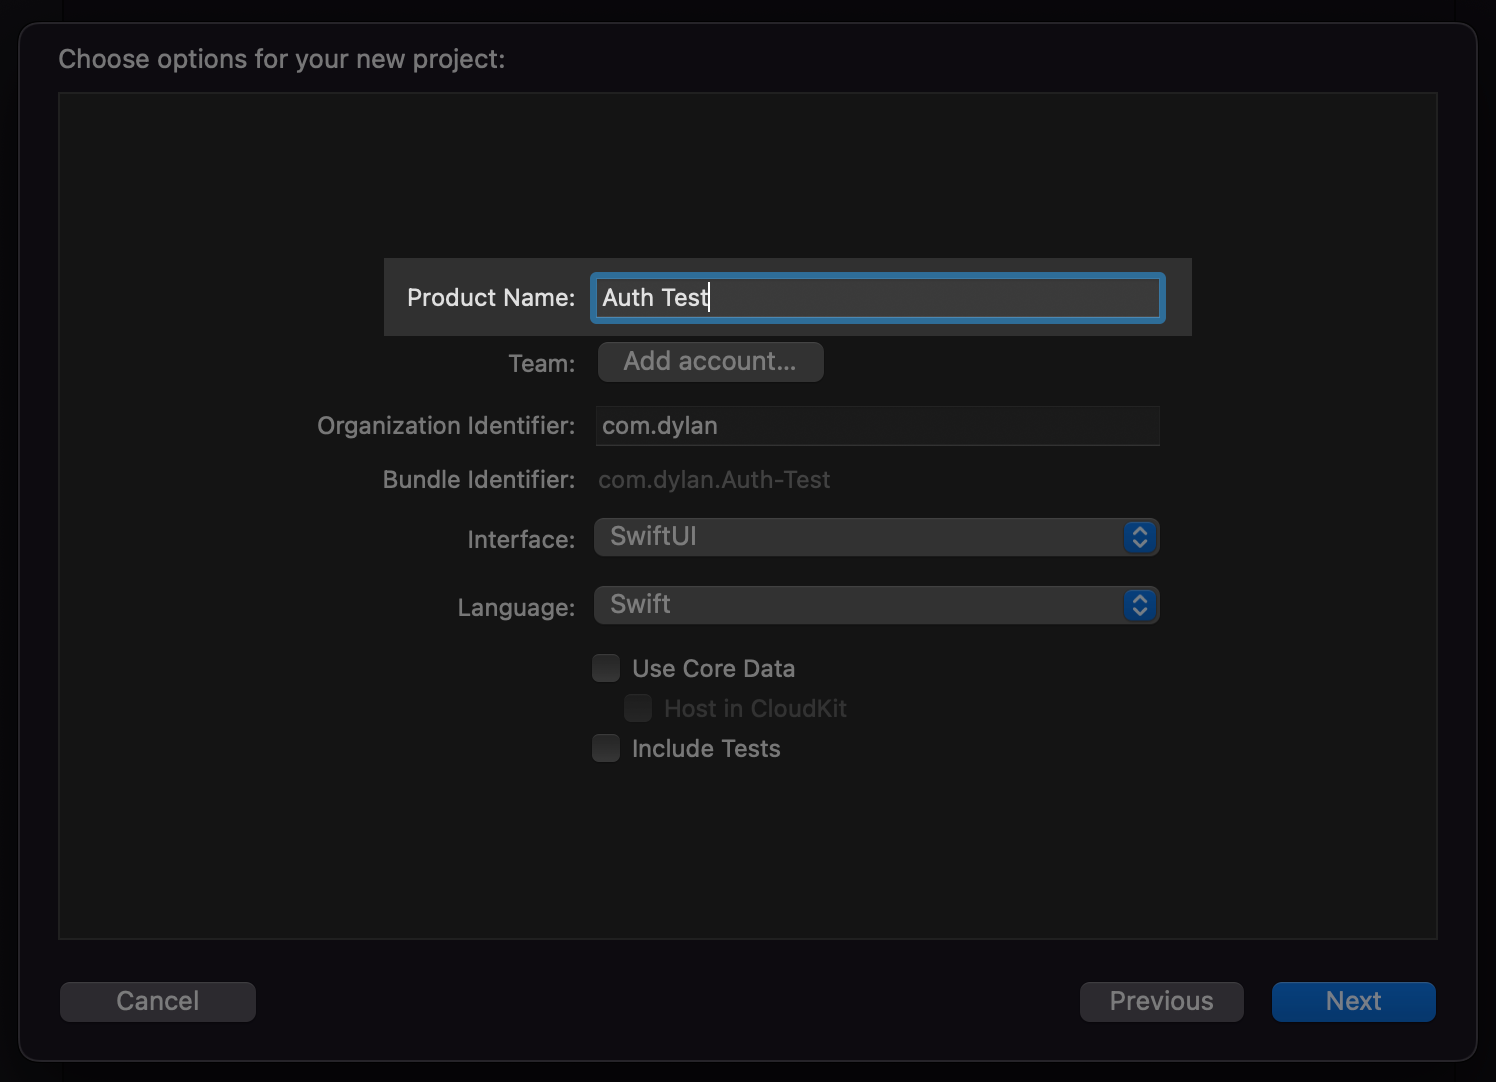 Choose options for your new project:
Product Name: Auth Test
Team: Add account...
Organization Identifier: com.dylan
Bundle Identifier: com.dylan.Auth-Test
Interface: SwiftUI
Language: Swift
Use Core Data
Host in CloudKit
Include Tests
Cancel Previous Next